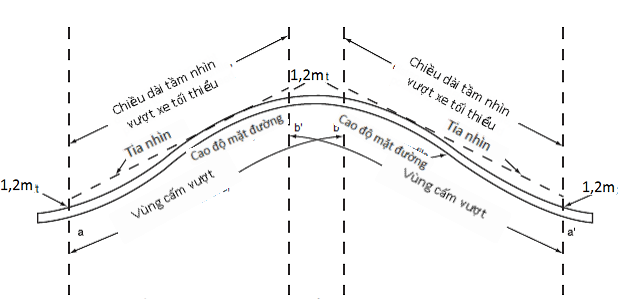 Chiều dài tầm nhìn
vượt xe tối thiểu
1,2m t
Chiều dài tầm nhìn
vượt xe tối thiểu
Tia nhìn
Tia nhìn
Cao độ mặt đường
b' b
Cao độ mặt đường
1,2m t
1,2m
Vùng cấm vượt
Vùng cấm vượt
a
a'